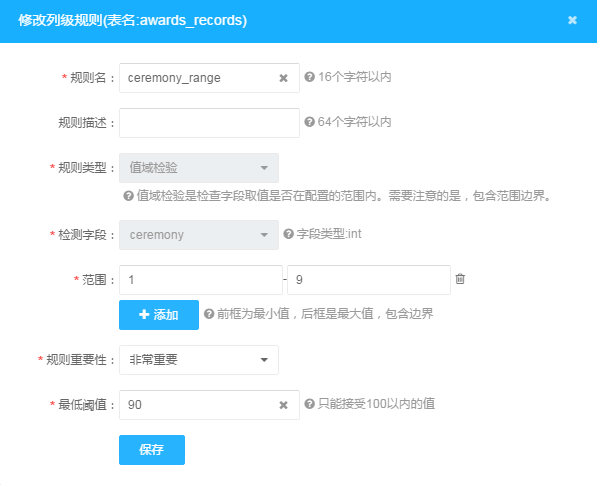 修改列级规则(表名:awards_records)
* 规则名： ceremony_range 16个字符以内
规则描述： 64个字符以内
* 规则类型： 值域检验
值域检验是检查字段取值是否在配置的范围内。需要注意的是，包含范围边界。
* 检测字段： ceremony 字段类型:int
* 范围： 1 - 9
添加 前框为最小值，后框是最大值，包含边界
* 规则重要性： 非常重要
* 最低阈值： 90 只能接受100以内的值
保存